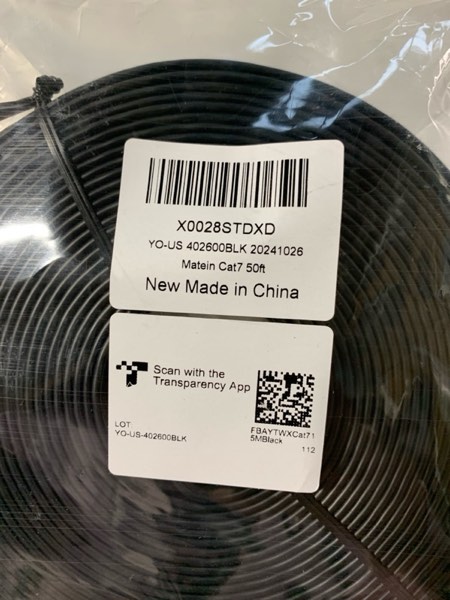 X0028STDXD
YO-US 402600BLK 20241026
Matein Cat7 50ft
New Made in China
Scan with the
Transparency App
LOT
YO-US-402600BLK
FBAYTWXCat71
5MBlack
112